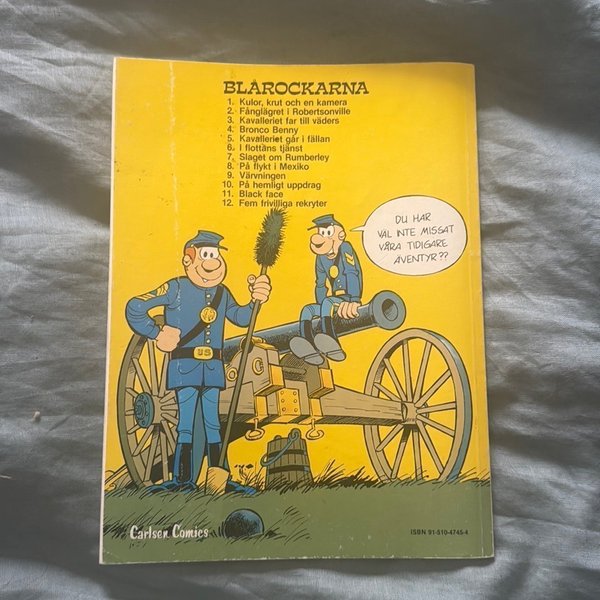 BLÅROCKARNA
1. Kulor, krut och en kamera
2. Fånglägret i Robertsonville
3. Kavalleriet far till väders
4. Bronco Benny
5. Kavalleriet går i fällan
6. I flottans tjänst
7. Slaget om Rumberley
8. På flykt i Mexiko
9. Värvningen
10. På hemligt uppdrag
11. Black face
12. Fem frivilliga rekryter
DU HAR
VÄL INTE MISSAT
VÅRA TIDIGARE
ÄVENTYR??
US
Carlsen Comics
ISBN 91-510-4745-4